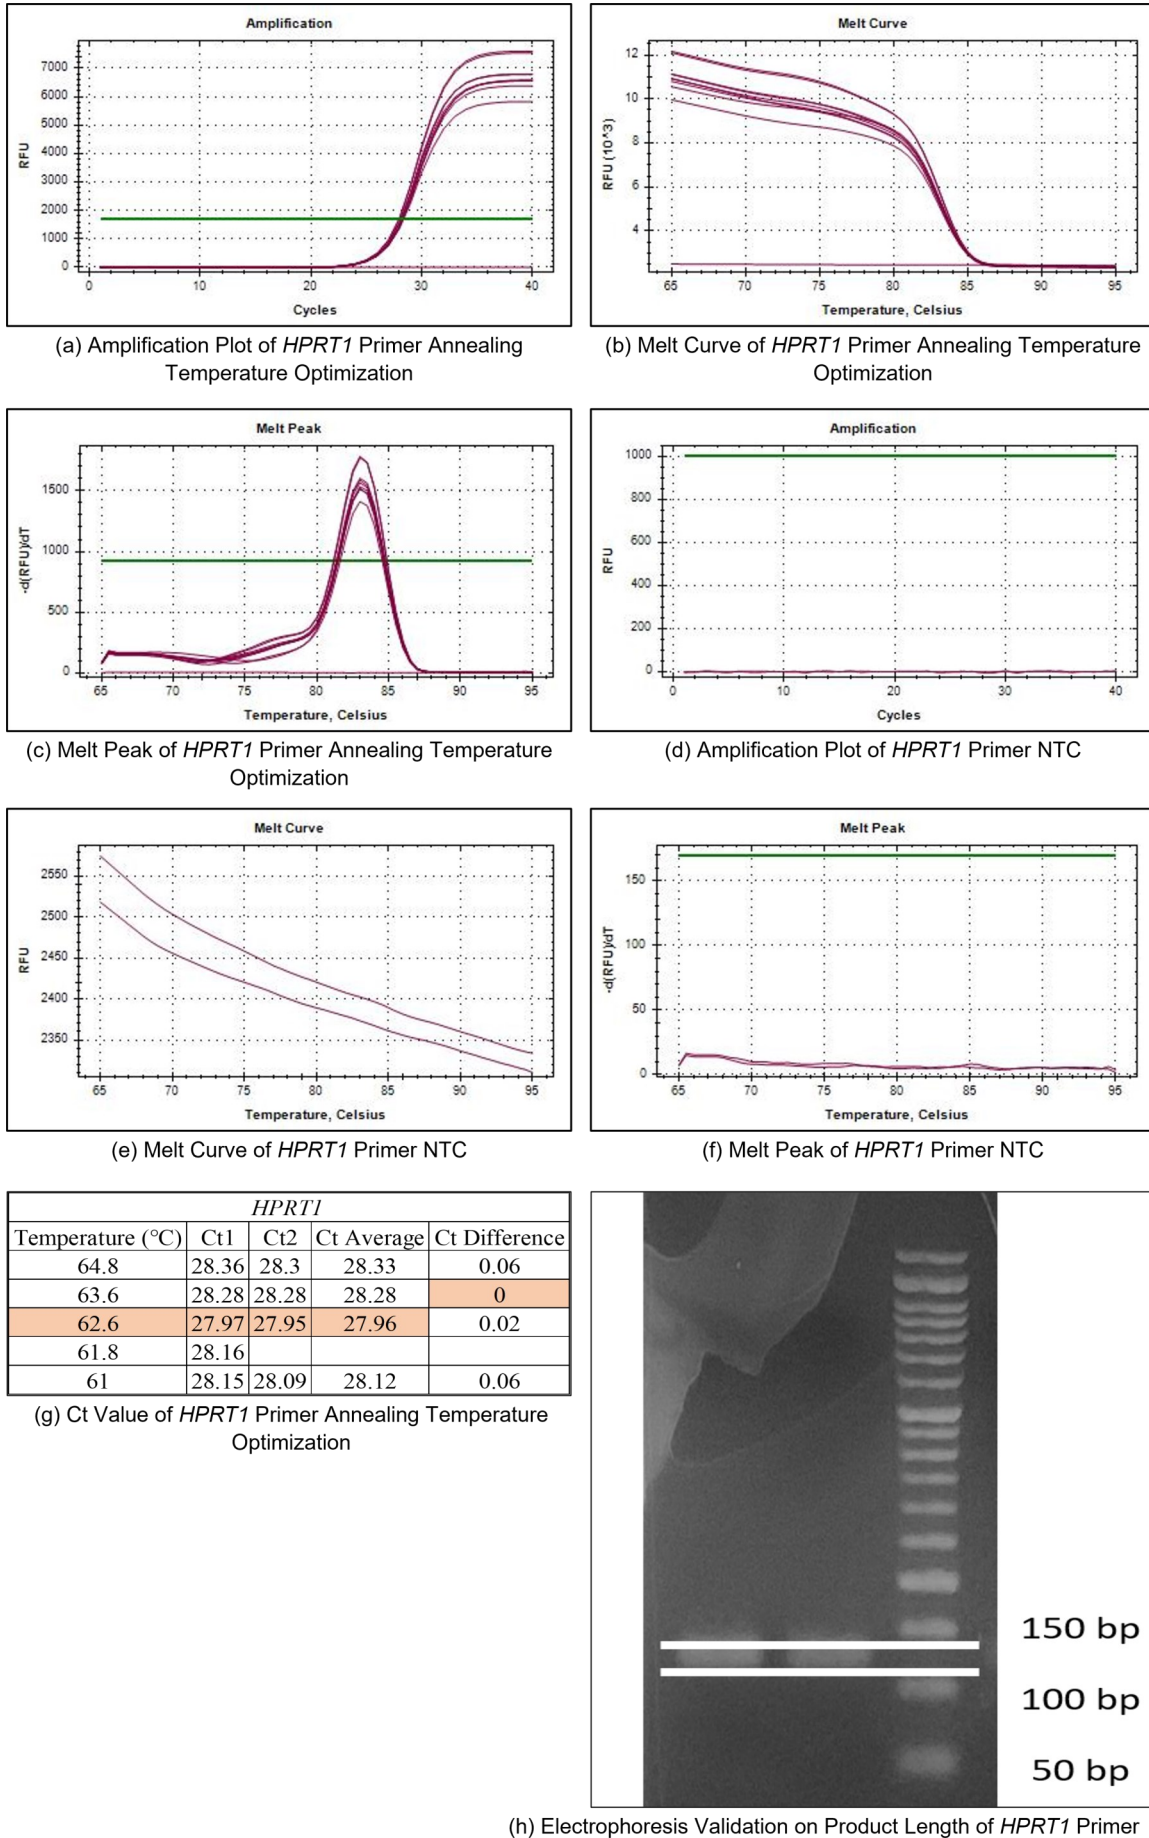 Amplification
7000
6000
5000
4000
3000
2000
1000
0
RFU
0 10 20 30 40
Cycles
(a) Amplification Plot of HPRT1 Primer Annealing
Temperature Optimization
Melt Curve
12
10
8
6
4
RFU (10^3)
65 70 75 80 85 90 95
Temperature, Celsius
(b) Melt Curve of HPRT1 Primer Annealing Temperature
Optimization
Melt Peak
1500
1000
500
0
-d(RFU)/dT
65 70 75 80 85 90 95
Temperature, Celsius
(c) Melt Peak of HPRT1 Primer Annealing Temperature
Optimization
Amplification
1000
800
600
400
200
0
RFU
0 10 20 30 40
Cycles
(d) Amplification Plot of HPRT1 Primer NTC
Melt Curve
2550
2500
2450
2400
2350
RFU
65 70 75 80 85 90 95
Temperature, Celsius
(e) Melt Curve of HPRT1 Primer NTC
Melt Peak
150
100
50
0
-d(RFU)/dT
65 70 75 80 85 90 95
Temperature, Celsius
(f) Melt Peak of HPRT1 Primer NTC
HPRT1
Temperature (°C) Ct1 Ct2 Ct Average Ct Difference
64.8 28.36 28.3 28.33 0.06
63.6 28.28 28.28 28.28 0
62.6 27.97 27.95 27.96 0.02
61.8 28.16
61 28.15 28.09 28.12 0.06
(g) Ct Value of HPRT1 Primer Annealing Temperature
Optimization
150 bp
100 bp
50 bp
(h) Electrophoresis Validation on Product Length of HPRT1 Primer